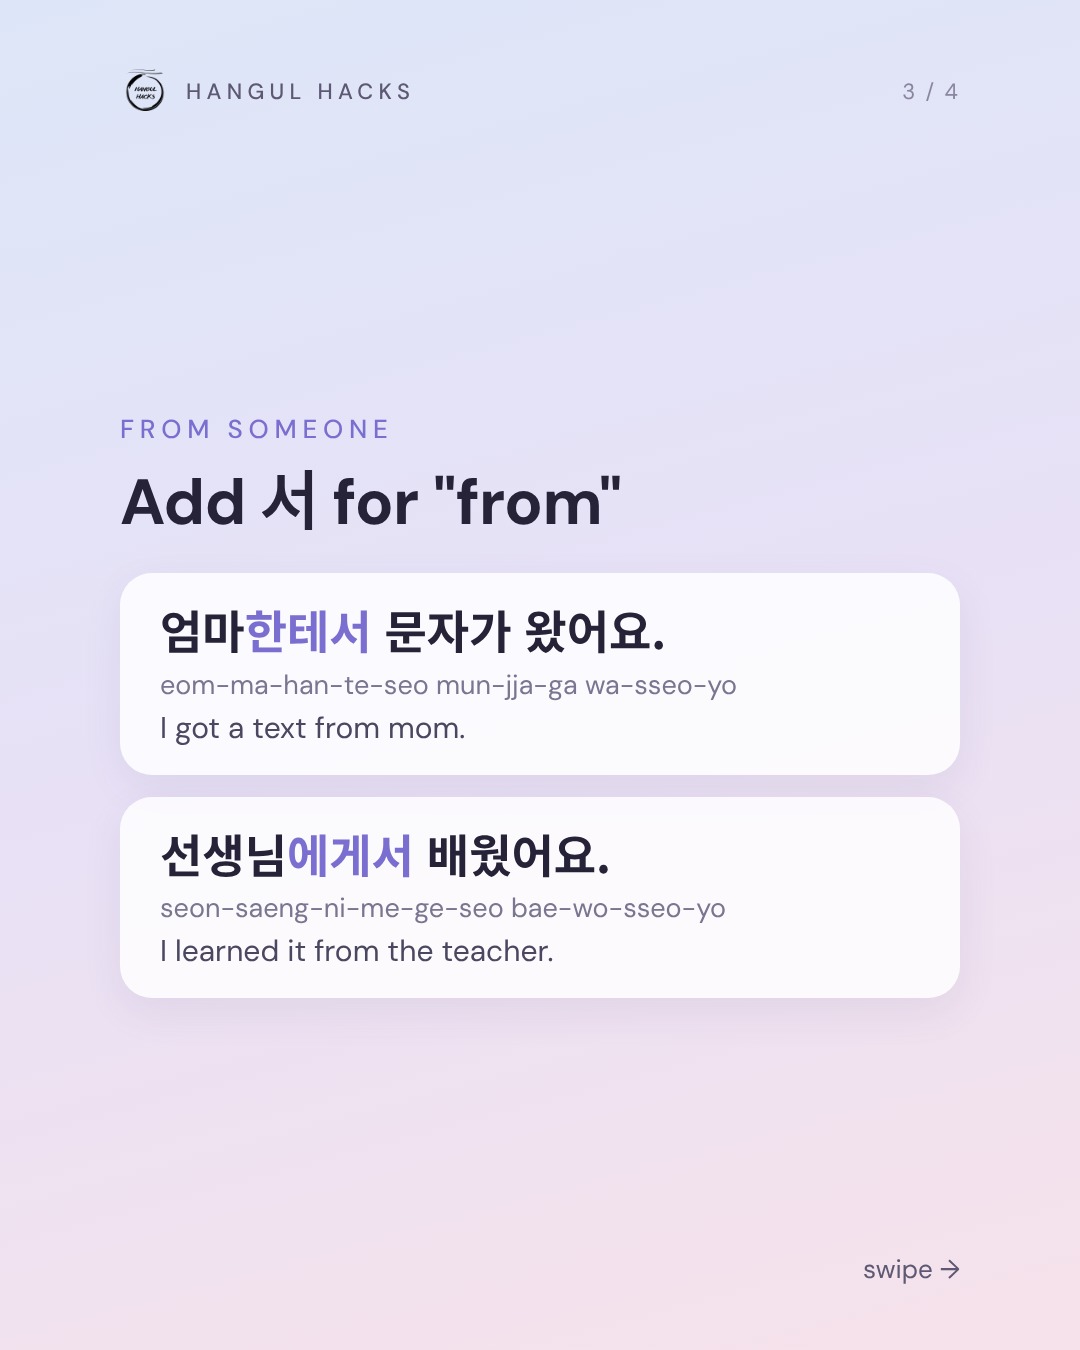 HANGUL HACKS
HANGUL HACKS
3 / 4
FROM SOMEONE
Add 서 for "from"
엄마한테서 문자가 왔어요.
eom-ma-han-te-seo mun-jja-ga wa-sseo-yo
I got a text from mom.
선생님에게서 배웠어요.
seon-saeng-ni-me-ge-seo bae-wo-sseo-yo
I learned it from the teacher.
swipe →